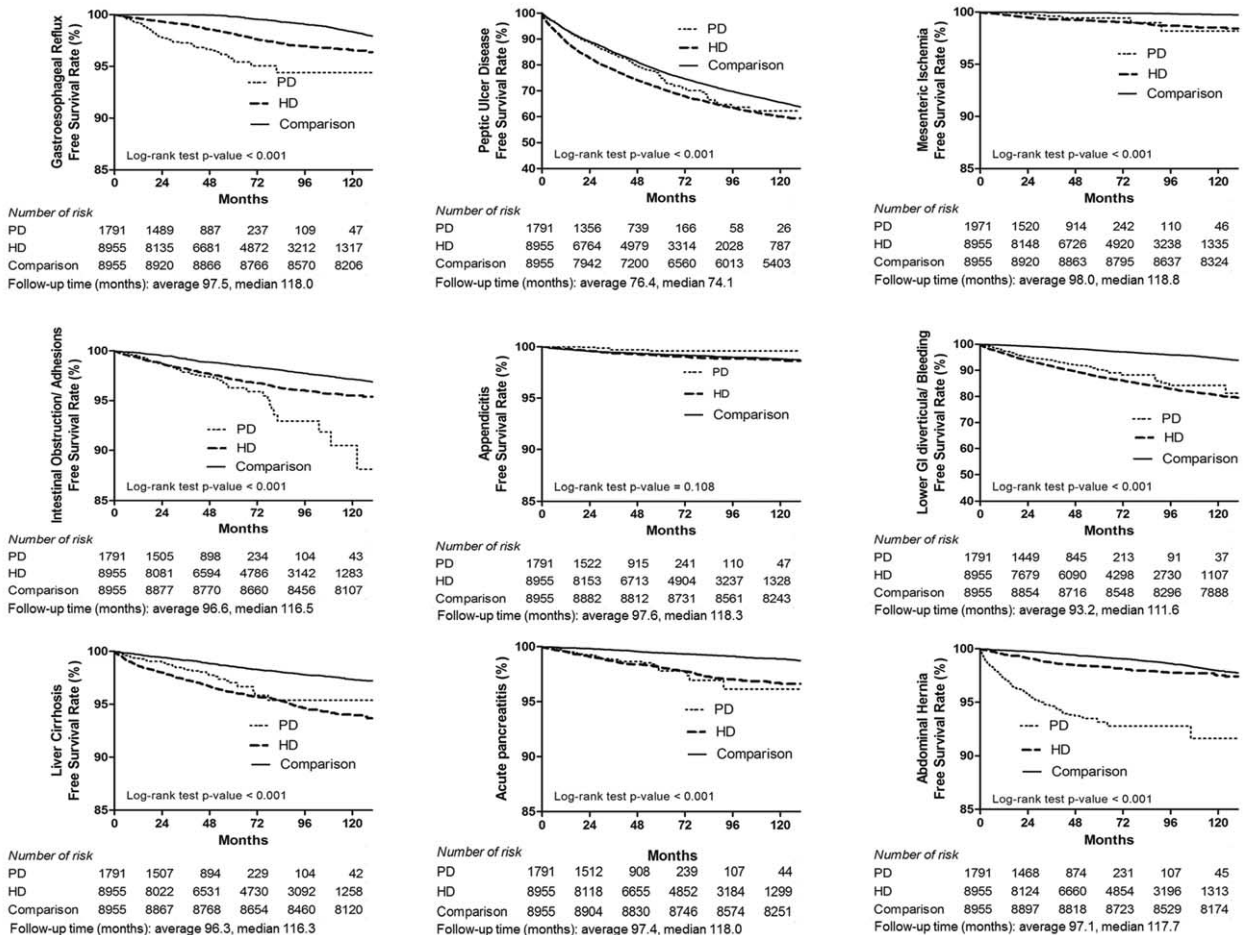 Gastroesophageal Reflux
Free Survival Rate (%)
100
95
90
85
PD
HD
Comparison
Log-rank test p-value < 0.001
0 24 48 72 96 120
Months
Number of risk
PD 1791 1489 887 237 109 47
HD 8955 8135 6681 4872 3212 1317
Comparison 8955 8920 8866 8766 8570 8206
Follow-up time (months): average 97.5, median 118.0
Peptic Ulcer Disease
Free Survival Rate (%)
100
90
80
70
60
50
40
PD
HD
Comparison
Log-rank test p-value < 0.001
0 24 48 72 96 120
Months
Number of risk
PD 1791 1356 739 166 58 26
HD 8955 6764 4979 3314 2028 787
Comparison 8955 7942 7200 6560 6013 5403
Follow-up time (months): average 76.4, median 74.1
Mesenteric Ischemia
Free Survival Rate (%)
100
95
90
85
PD
HD
Comparison
Log-rank test p-value < 0.001
0 24 48 72 96 120
Months
Number of risk
PD 1971 1520 914 242 110 46
HD 8955 8148 6726 4920 3238 1335
Comparison 8955 8920 8863 8795 8637 8324
Follow-up time (months): average 98.0, median 118.8
Intestinal Obstruction/ Adhesions
Free Survival Rate (%)
100
95
90
85
PD
HD
Comparison
Log-rank test p-value < 0.001
0 24 48 72 96 120
Months
Number of risk
PD 1791 1505 898 234 104 43
HD 8955 8081 6594 4786 3142 1283
Comparison 8955 8877 8770 8660 8456 8107
Follow-up time (months): average 96.6, median 116.5
Appendicitis
Free Survival Rate (%)
100
95
90
85
PD
HD
Comparison
Log-rank test p-value = 0.108
0 24 48 72 96 120
Months
Number of risk
PD 1791 1522 915 241 110 47
HD 8955 8153 6713 4904 3237 1328
Comparison 8955 8882 8812 8731 8561 8243
Follow-up time (months): average 97.6, median 118.3
Lower GI diverticula/ Bleeding
Free Survival Rate (%)
100
90
80
70
60
50
40
PD
HD
Comparison
Log-rank test p-value < 0.001
0 24 48 72 96 120
Months
Number of risk
PD 1791 1449 845 213 91 37
HD 8955 7679 6090 4298 2730 1107
Comparison 8955 8854 8716 8548 8296 7888
Follow-up time (months): average 93.2, median 111.6
Liver Cirrhosis
Free Survival Rate (%)
100
95
90
85
PD
HD
Comparison
Log-rank test p-value < 0.001
0 24 48 72 96 120
Months
Number of risk
PD 1791 1507 894 229 104 42
HD 8955 8022 6531 4730 3092 1258
Comparison 8955 8867 8768 8654 8460 8120
Follow-up time (months): average 96.3, median 116.3
Acute pancreatitis
Free Survival Rate (%)
100
95
90
85
PD
HD
Comparison
Log-rank test p-value < 0.001
0 24 48 72 96 120
Months
Number of risk
PD 1791 1512 908 239 107 44
HD 8955 8118 6655 4852 3184 1299
Comparison 8955 8904 8830 8746 8574 8251
Follow-up time (months): average 97.4, median 118.0
Abdominal Hernia
Free Survival Rate (%)
100
95
90
85
PD
HD
Comparison
Log-rank test p-value < 0.001
0 24 48 72 96 120
Months
Number of risk
PD 1791 1468 874 231 107 45
HD 8955 8124 6660 4854 3196 1313
Comparison 8955 8897 8818 8723 8529 8174
Follow-up time (months): average 97.1, median 117.7